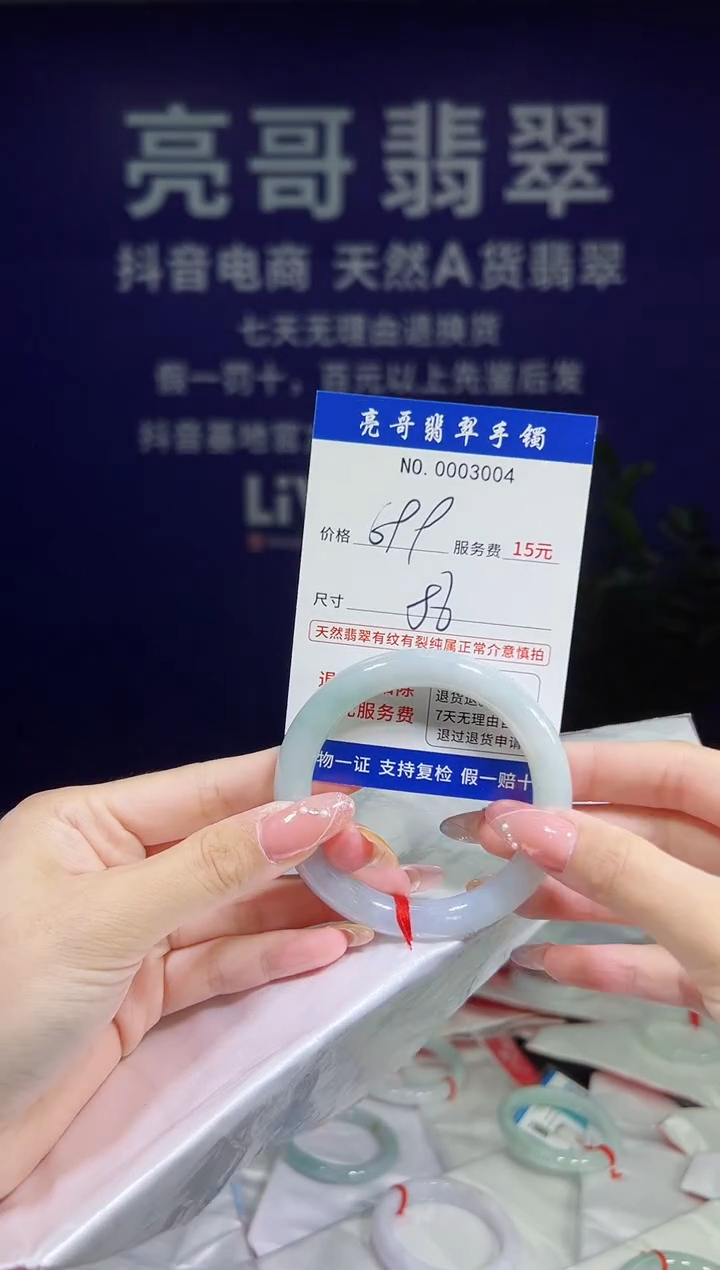 亮哥翡翠
抖音电商 天然A货翡翠
七天无理由退换货
假一罚十，百元以上先鉴后发
抖音基地官
LiV
亮哥翡翠手镯
NO. 0003004
价格 699 服务费 15元
尺寸
天然翡翠有纹有裂纯属正常介意慎拍
退
服务费
退货退
7天无理由
退过退货申请
物一证 支持复检 假一赔十